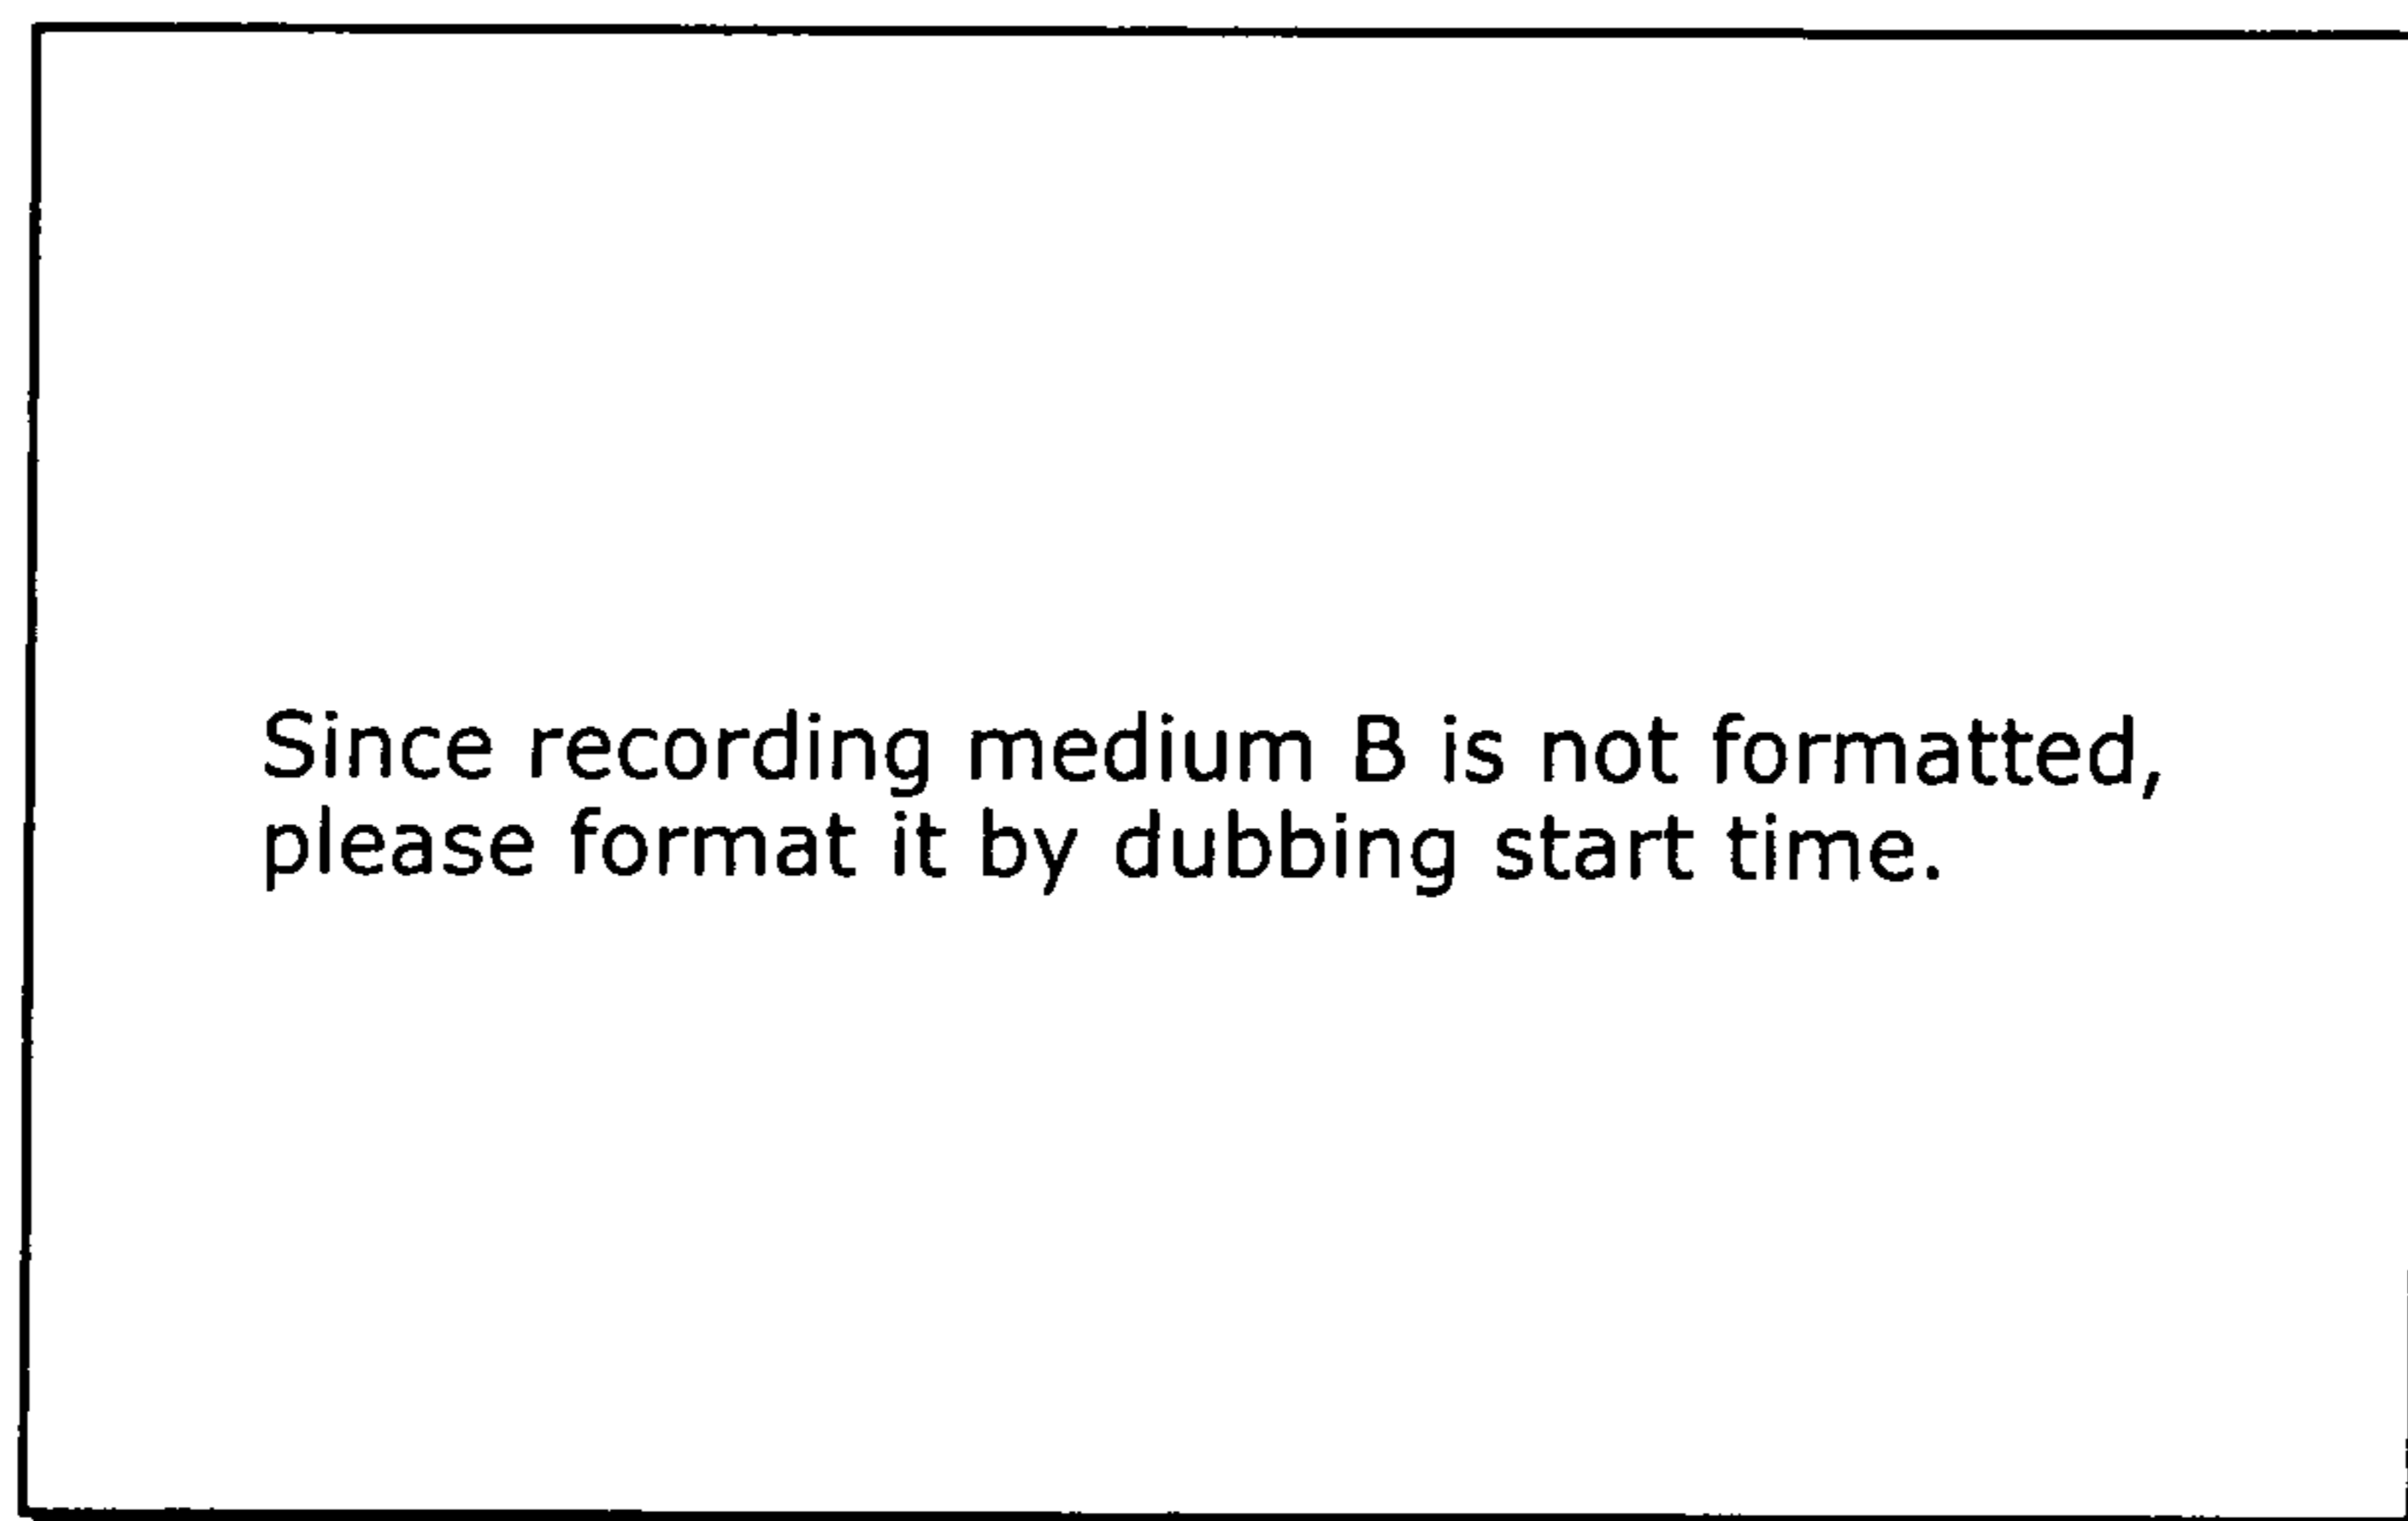 Since recording medium B is not formatted,
please format it by dubbing start time.